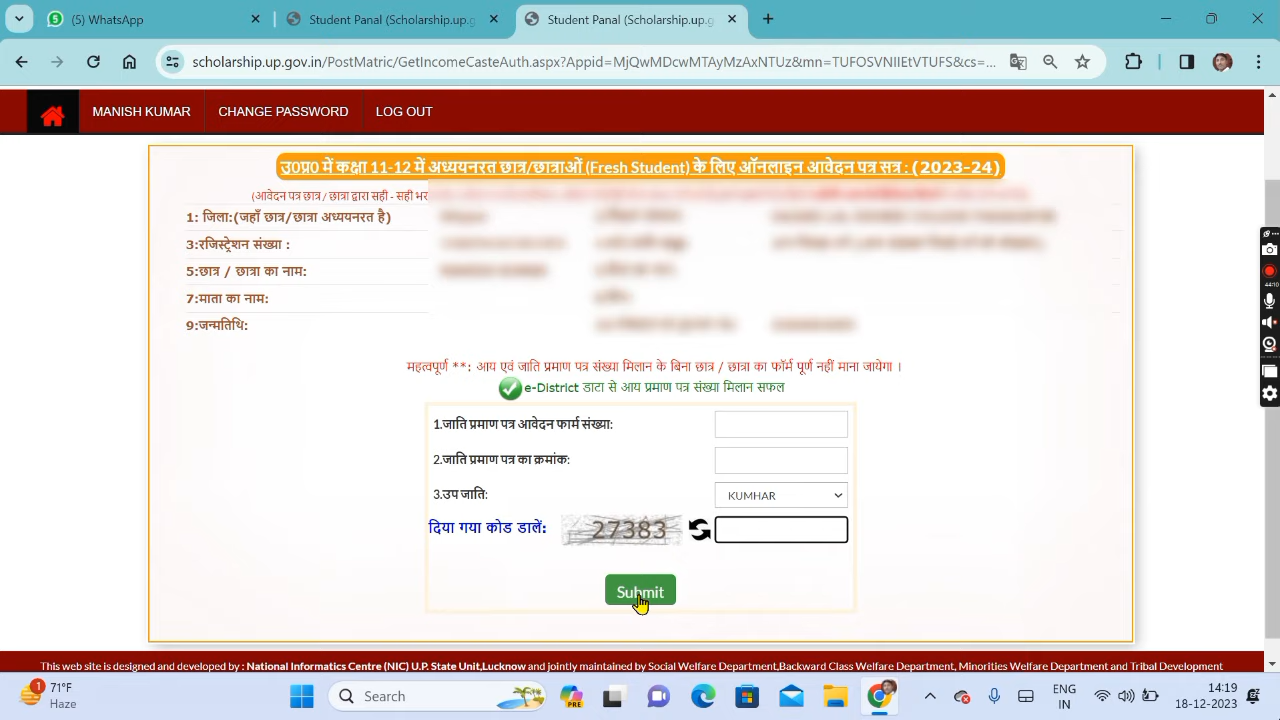 (5) WhatsApp
Student Panal (Scholarship.up.g
Student Panal (Scholarship.up.g
scholarship.up.gov.in/PostMatric/GetIncomeCasteAuth.aspx?Appid=MjQwMDcwMTAyMzAxNTUz&mn=TUFOSVNIIEtVTUFS&cs=...
MANISH KUMAR CHANGE PASSWORD LOG OUT
उ0प्र0 में कक्षा 11-12 में अध्ययनरत छात्र/छात्राओं (Fresh Student) के लिए ऑनलाइन आवेदन पत्र सत्र : (2023-24)
(आवेदन पत्र छात्र / छात्रा द्वारा सही - सही भर
1: जिला:(जहाँ छात्र/छात्रा अध्ययनरत है)
3:रजिस्ट्रेशन संख्या :
5:छात्र / छात्रा का नाम:
7:माता का नाम:
9:जन्मतिथि:
महत्वपूर्ण **: आय एवं जाति प्रमाण पत्र संख्या मिलान के बिना छात्र / छात्रा का फॉर्म पूर्ण नहीं माना जायेगा ।
e-District डाटा से आय प्रमाण पत्र संख्या मिलान सफल
1.जाति प्रमाण पत्र आवेदन फार्म संख्या:
2.जाति प्रमाण पत्र का क्रमांक:
3.उप जाति: KUMHAR
दिया गया कोड डालें: 27383
Submit
This web site is designed and developed by : National Informatics Centre (NIC) U.P. State Unit,Lucknow and jointly maintained by Social Welfare Department,Backward Class Welfare Department, Minorities Welfare Department and Tribal Development
44:10
1
71°F
Haze
Search
PRE
ENG
IN
14:19
18-12-2023